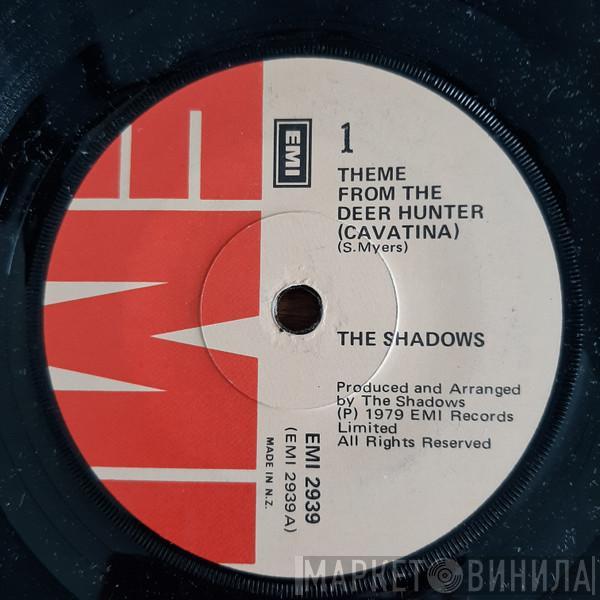 EMI
EMI
1
THEME
FROM THE
DEER HUNTER
(CAVATINA)
(S.Myers)
THE SHADOWS
Produced and Arranged
by The Shadows
(P) 1979 EMI Records
Limited
All Rights Reserved
EMI 2939
(EMI 2939A)
MADE IN N.Z.
МАРКЕТ ВИНИЛА